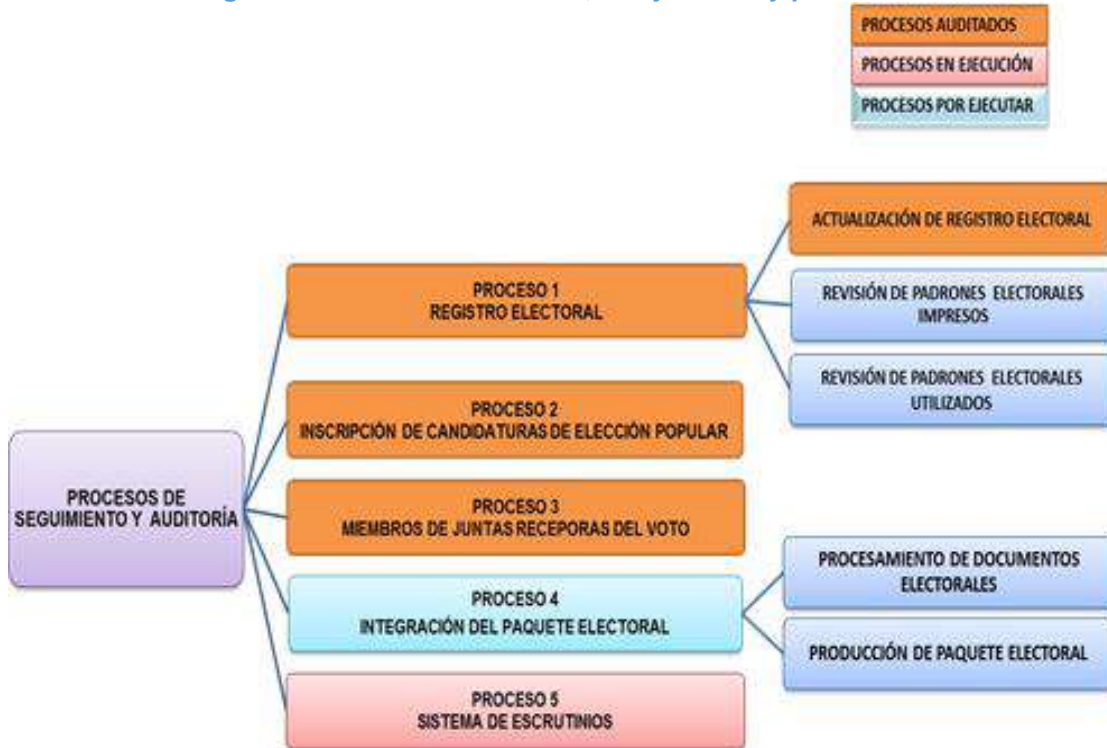 PROCESOS AUDITADOS
PROCESOS EN EJECUCIÓN
PROCESOS POR EJECUTAR
ACTUALIZACIÓN DE REGISTRO ELECTORAL
PROCESO 1
REGISTRO ELECTORAL
REVISIÓN DE PADRONES ELECTORALES
IMPRESOS
REVISIÓN DE PADRONES ELECTORALES
UTILIZADOS
PROCESO 2
INSCRIPCIÓN DE CANDIDATURAS DE ELECCIÓN POPULAR
PROCESOS DE
SEGUIMIENTO Y AUDITORÍA
PROCESO 3
MIEMBROS DE JUNTAS RECEPORAS DEL VOTO
PROCESO 4
INTEGRACIÓN DEL PAQUETE ELECTORAL
PROCESAMIENTO DE DOCUMENTOS
ELECTORALES
PRODUCCIÓN DE PAQUETE ELECTORAL
PROCESO 5
SISTEMA DE ESCRUTINIOS